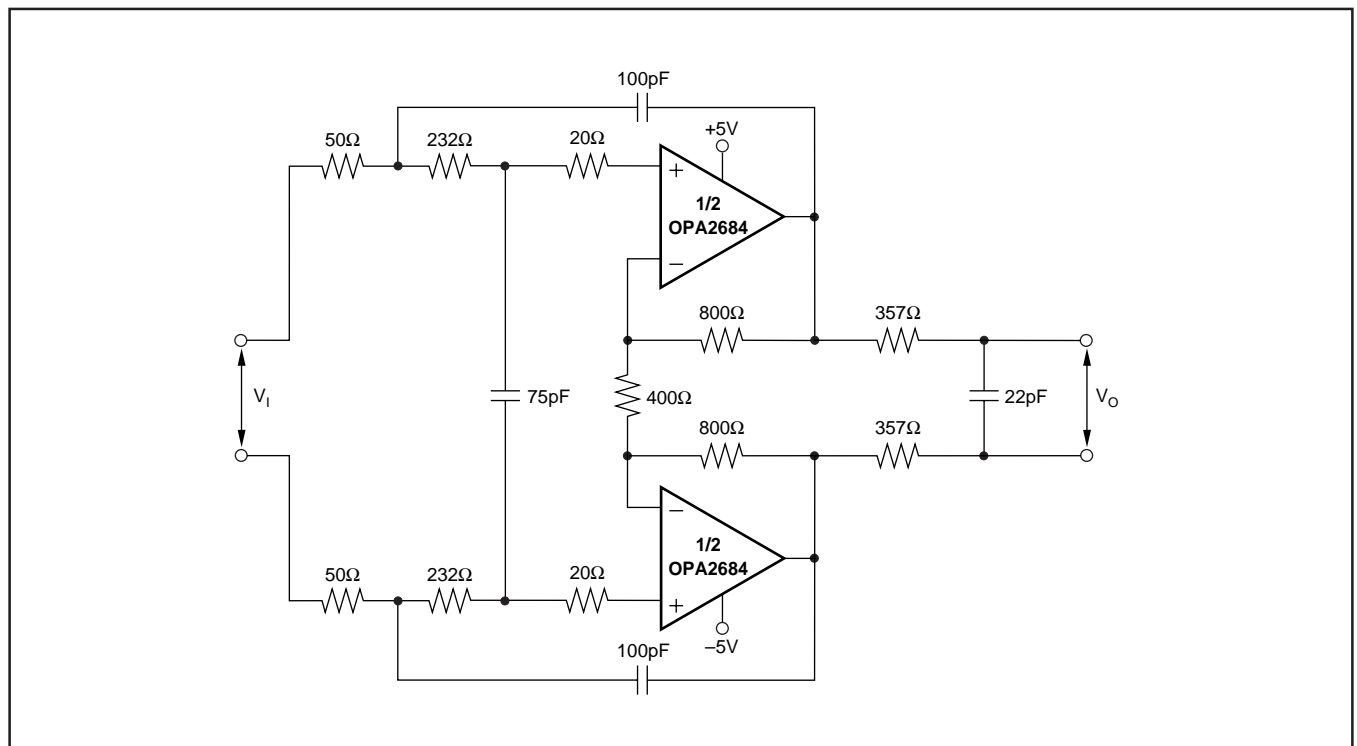 100pF
50Ω
232Ω
20Ω
+5V
+
1/2
OPA2684
−
800Ω
357Ω
V_I
75pF
400Ω
22pF
V_O
800Ω
357Ω
−
1/2
OPA2684
50Ω
232Ω
20Ω
+
–5V
100pF